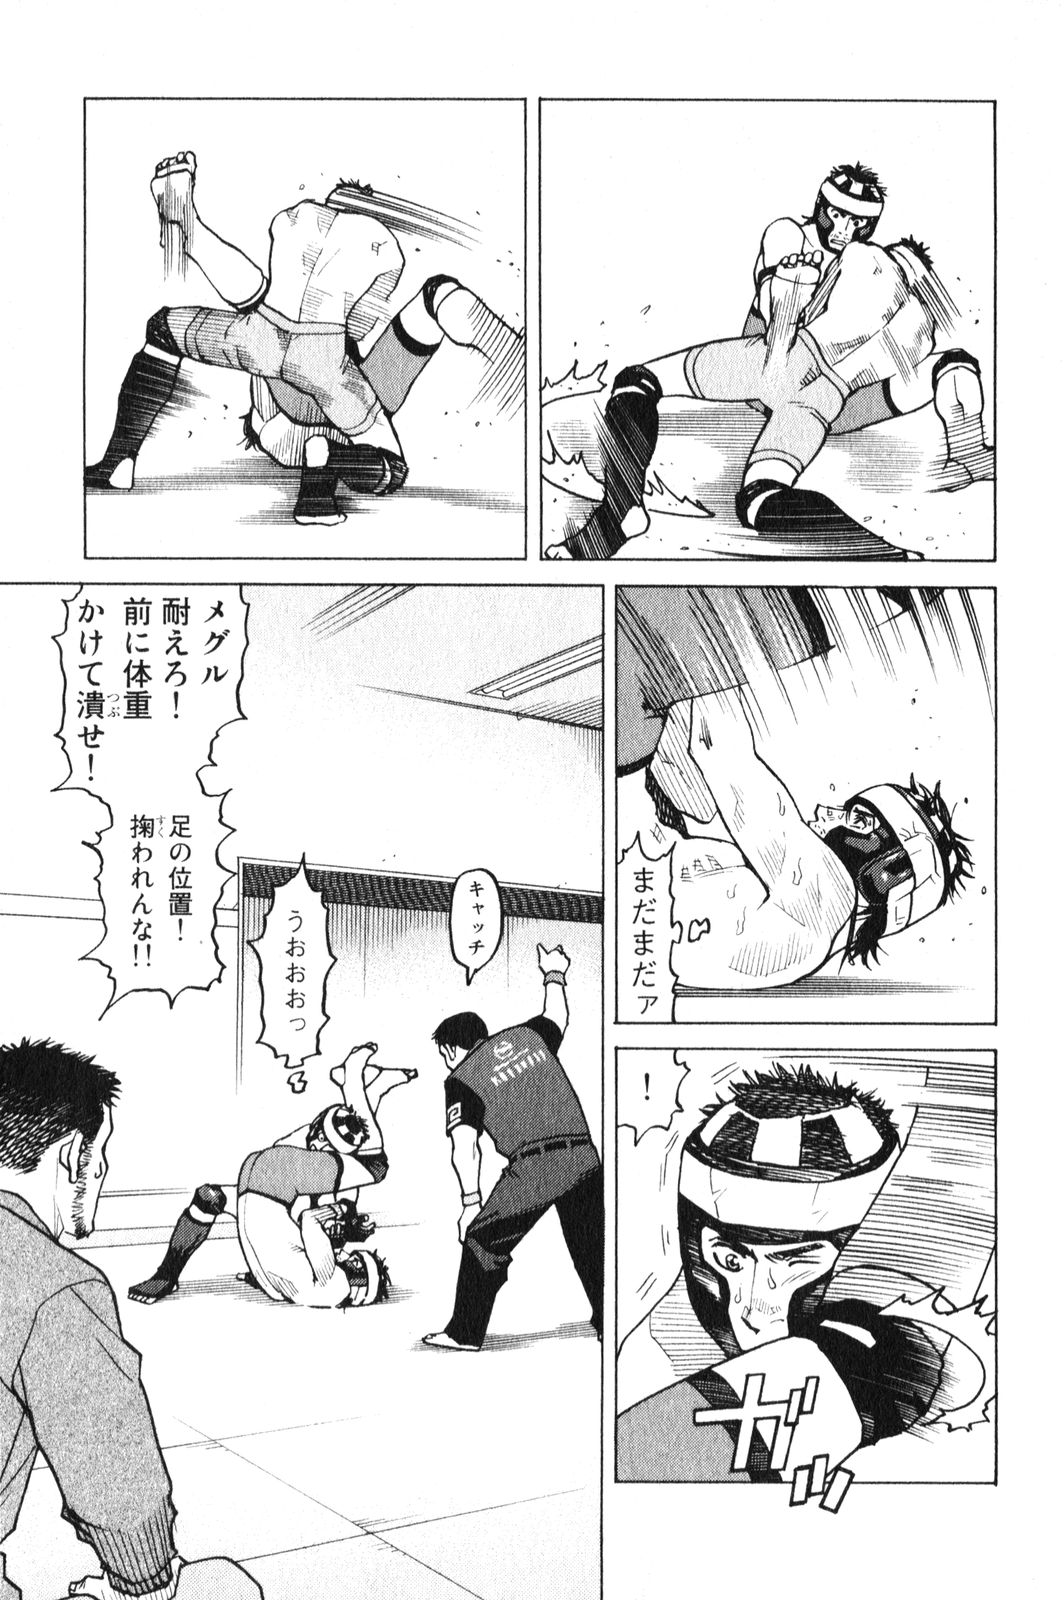 まだまだァ
！
ガガッ
メグル
耐えろ！
前に体重
かけて潰せ！
足の位置！
掬われんな!!
キャッチ
うおおおっ